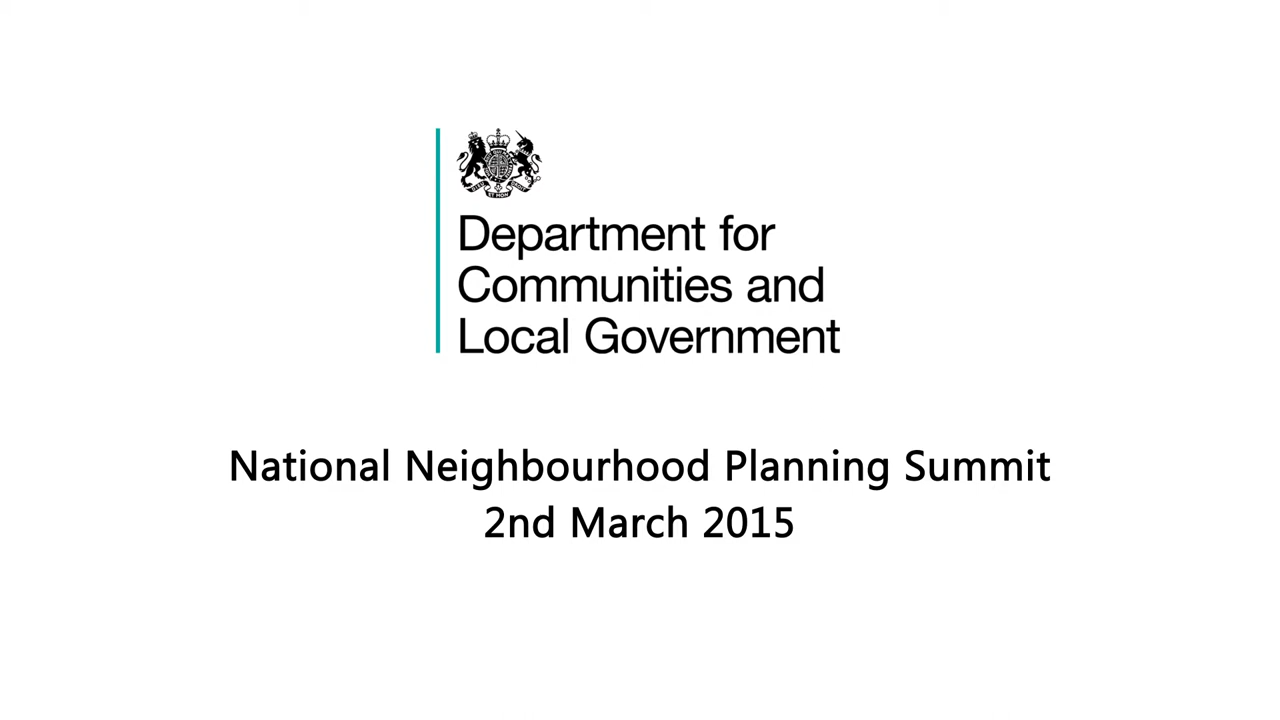 Department for
Communities and
Local Government
National Neighbourhood Planning Summit
2nd March 2015